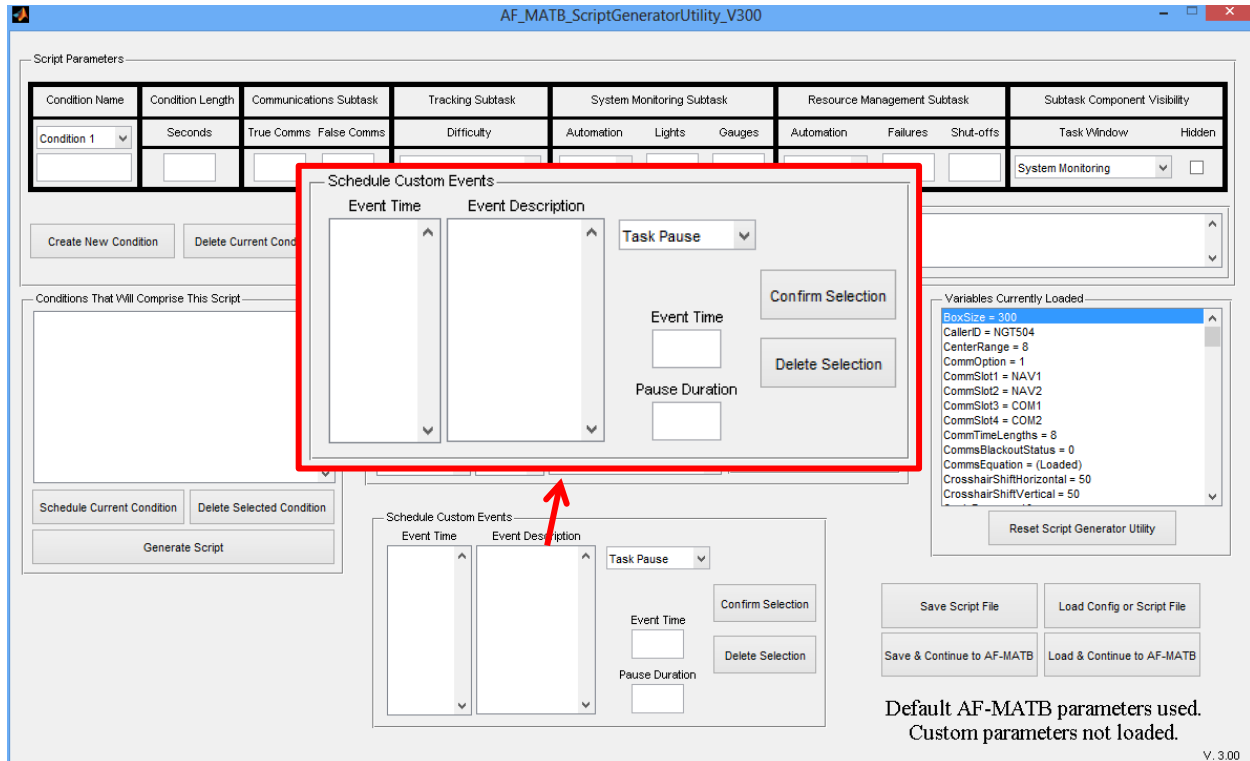 AF_MATB_ScriptGeneratorUtility_V300
Script Parameters
Condition Name
Condition Length
Communications Subtask
Tracking Subtask
System Monitoring Subtask
Resource Management Subtask
Subtask Component Visibility
Condition 1
Seconds
True Comms False Comms
Difficulty
Automation Lights Gauges
Automation Failures Shut-offs
Task Window Hidden
System Monitoring
Create New Condition
Delete Current Cond
Schedule Custom Events
Event Time
Event Description
Task Pause
Confirm Selection
Event Time
Delete Selection
Pause Duration
Conditions That Will Comprise This Script
Schedule Current Condition
Delete Selected Condition
Generate Script
Variables Currently Loaded
BoxSize = 300
CallerID = NGT504
CenterRange = 8
CommOption = 1
CommSlot1 = NAV1
CommSlot2 = NAV2
CommSlot3 = COM1
CommSlot4 = COM2
CommTimeLengths = 8
CommsBlackoutStatus = 0
CommsEquation = (Loaded)
CrosshairShiftHorizontal = 50
CrosshairShiftVertical = 50
Reset Script Generator Utility
Schedule Custom Events
Event Time
Event Description
Task Pause
Confirm Selection
Event Time
Delete Selection
Pause Duration
Save Script File
Load Config or Script File
Save & Continue to AF-MATB
Load & Continue to AF-MATB
Default AF-MATB parameters used.
Custom parameters not loaded.
V. 3.00